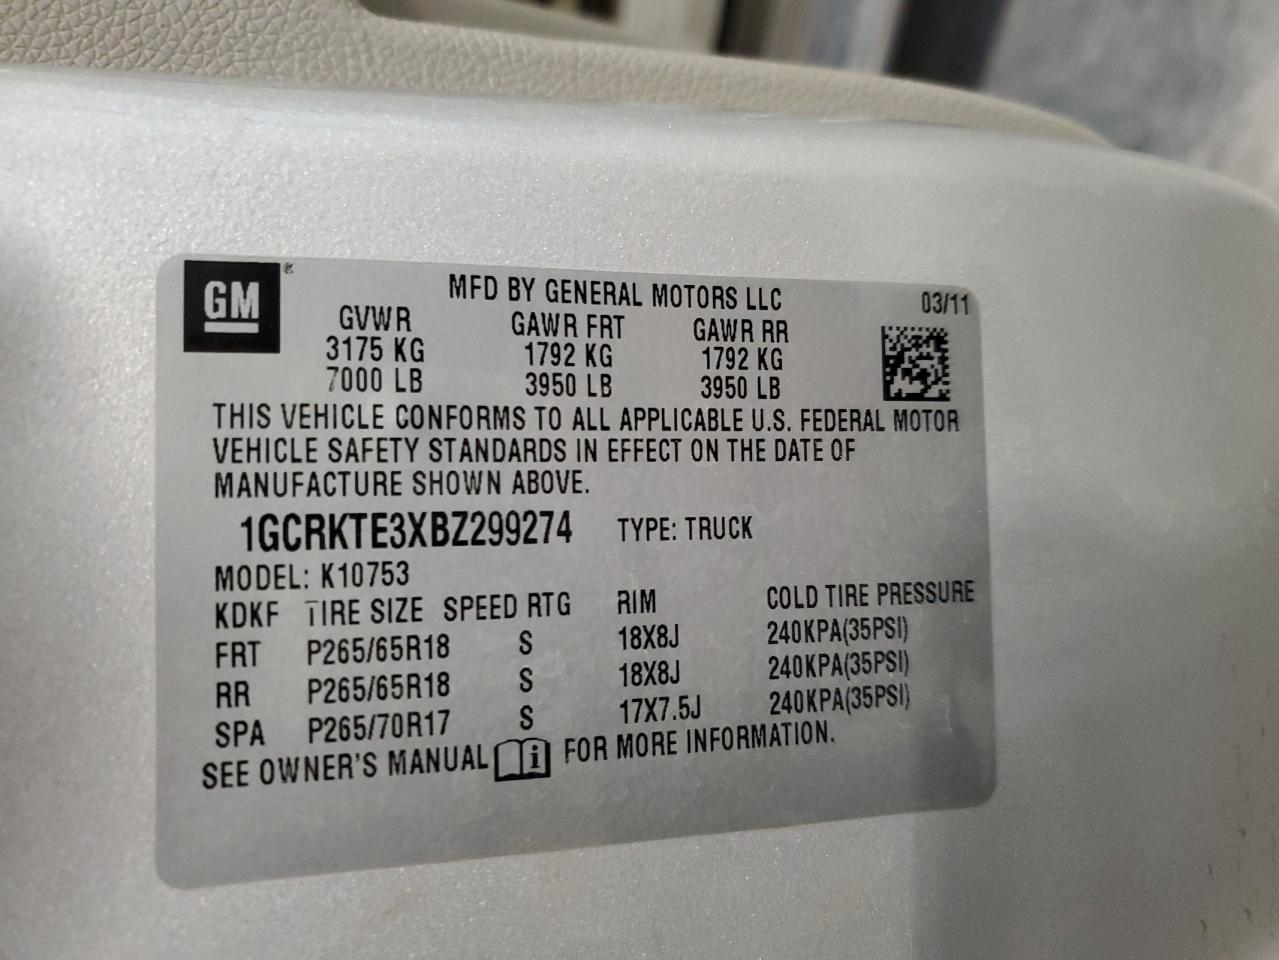 GM
MFD BY GENERAL MOTORS LLC 03/11
GVWR GAWR FRT GAWR RR
3175 KG 1792 KG 1792 KG
7000 LB 3950 LB 3950 LB
THIS VEHICLE CONFORMS TO ALL APPLICABLE U.S. FEDERAL MOTOR
VEHICLE SAFETY STANDARDS IN EFFECT ON THE DATE OF
MANUFACTURE SHOWN ABOVE.
1GCRKTE3XBZ299274 TYPE: TRUCK
MODEL: K10753
KDKF TIRE SIZE SPEED RTG RIM COLD TIRE PRESSURE
FRT P265/65R18 S 18X8J 240KPA(35PSI)
RR P265/65R18 S 18X8J 240KPA(35PSI)
SPA P265/70R17 S 17X7.5J 240KPA(35PSI)
SEE OWNER'S MANUAL i FOR MORE INFORMATION.